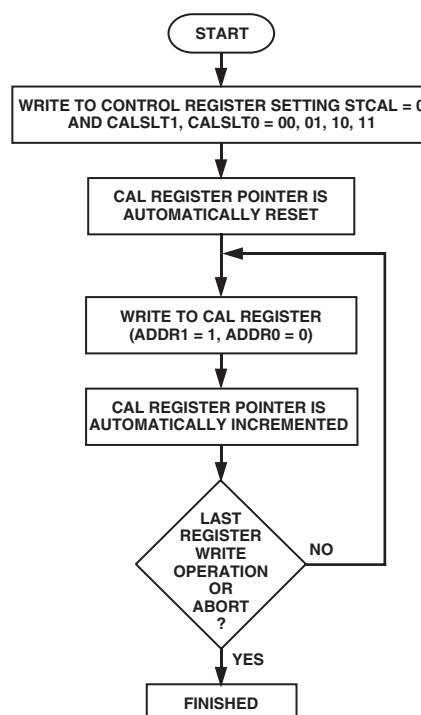 START
WRITE TO CONTROL REGISTER SETTING STCAL = 0
AND CALSLT1, CALSLT0 = 00, 01, 10, 11
CAL REGISTER POINTER IS
AUTOMATICALLY RESET
WRITE TO CAL REGISTER
(ADDR1 = 1, ADDR0 = 0)
CAL REGISTER POINTER IS
AUTOMATICALLY INCREMENTED
LAST
REGISTER
WRITE
OPERATION
OR
ABORT
?
NO
YES
FINISHED